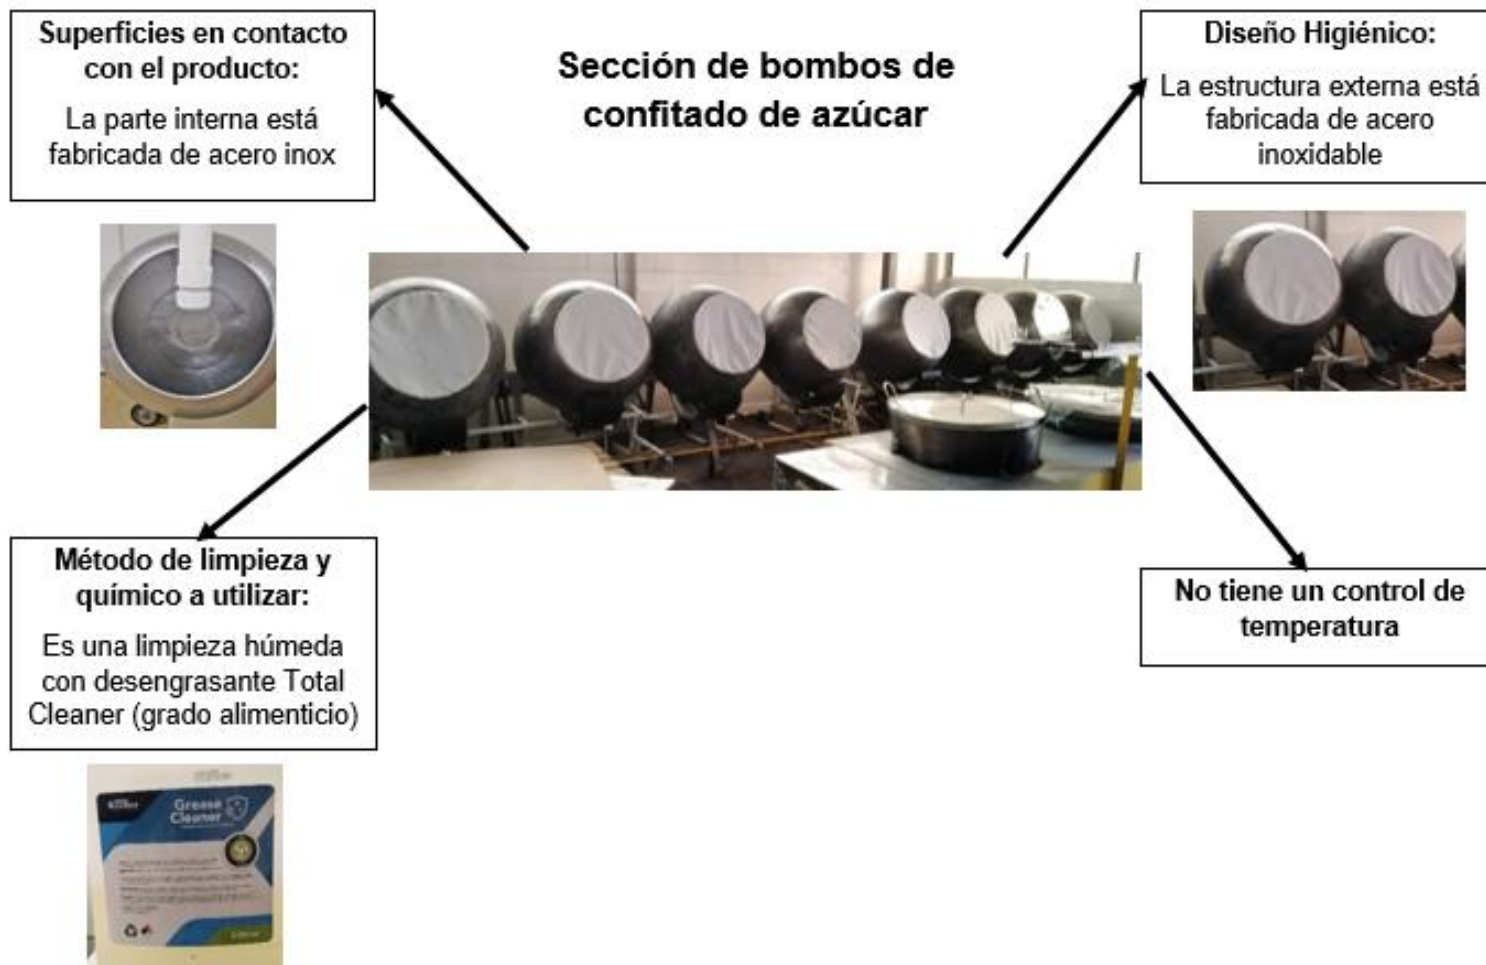 Superficies en contacto
con el producto:
La parte interna está
fabricada de acero inox
Sección de bombos de
confitado de azúcar
Diseño Higiénico:
La estructura externa está
fabricada de acero
inoxidable
Método de limpieza y
químico a utilizar:
Es una limpieza húmeda
con desengrasante Total
Cleaner (grado alimenticio)
No tiene un control de
temperatura
Grease
Cleaner